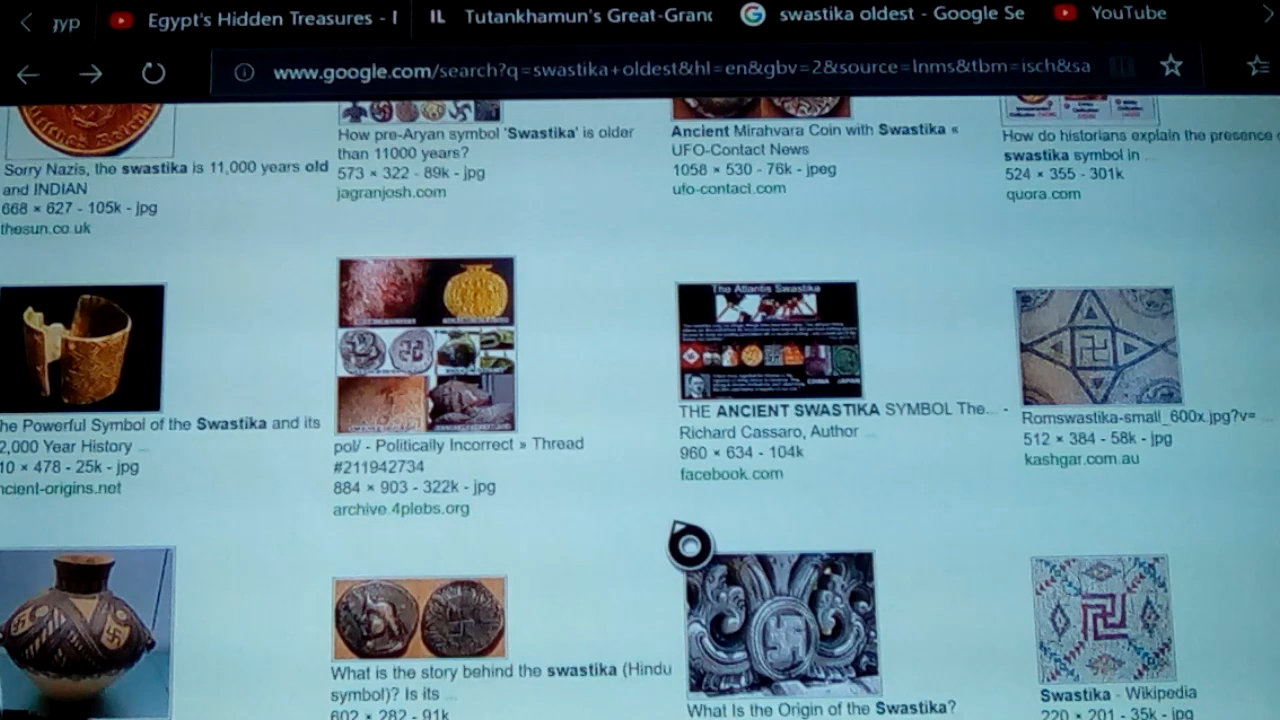 yp
Egypt's Hidden Treasures - 
Tutankhamun's Great-Grand
swastika oldest - Google Se
YouTube
www.google.com/search?q=swastika+oldest&hl=en&gbv=2&source=lnms&tbm=isch&sa
Sorry Nazis, the swastika is 11,000 years old
and INDIAN
668 × 627 - 105k - jpg
thesun.co.uk
How pre-Aryan symbol 'Swastika' is older
than 11000 years?
573 × 322 - 89k - jpg
jagranjosh.com
Ancient Mirahvara Coin with Swastika «
UFO-Contact News
1058 × 530 - 76k - jpeg
ufo-contact.com
How do historians explain the presence
swastika symbol in ...
524 × 355 - 301k
quora.com
he Powerful Symbol of the Swastika and its
2,000 Year History ...
10 × 478 - 25k - jpg
ncient-origins.net
pol/ - Politically Incorrect » Thread
#211942734
884 × 903 - 322k - jpg
archive.4plebs.org
The Atlantis Swastika
CHINA JAPAN
THE ANCIENT SWASTIKA SYMBOL The... -
Richard Cassaro, Author ...
960 × 634 - 104k
facebook.com
Romswastika-small_600x.jpg?v= ...
512 × 384 - 58k - jpg
kashgar.com.au
What is the story behind the swastika (Hindu
symbol)? Is its ...
602 × 282 - 91k
What Is the Origin of the Swastika?
Swastika - Wikipedia
220 × 201 - 35k - jpg